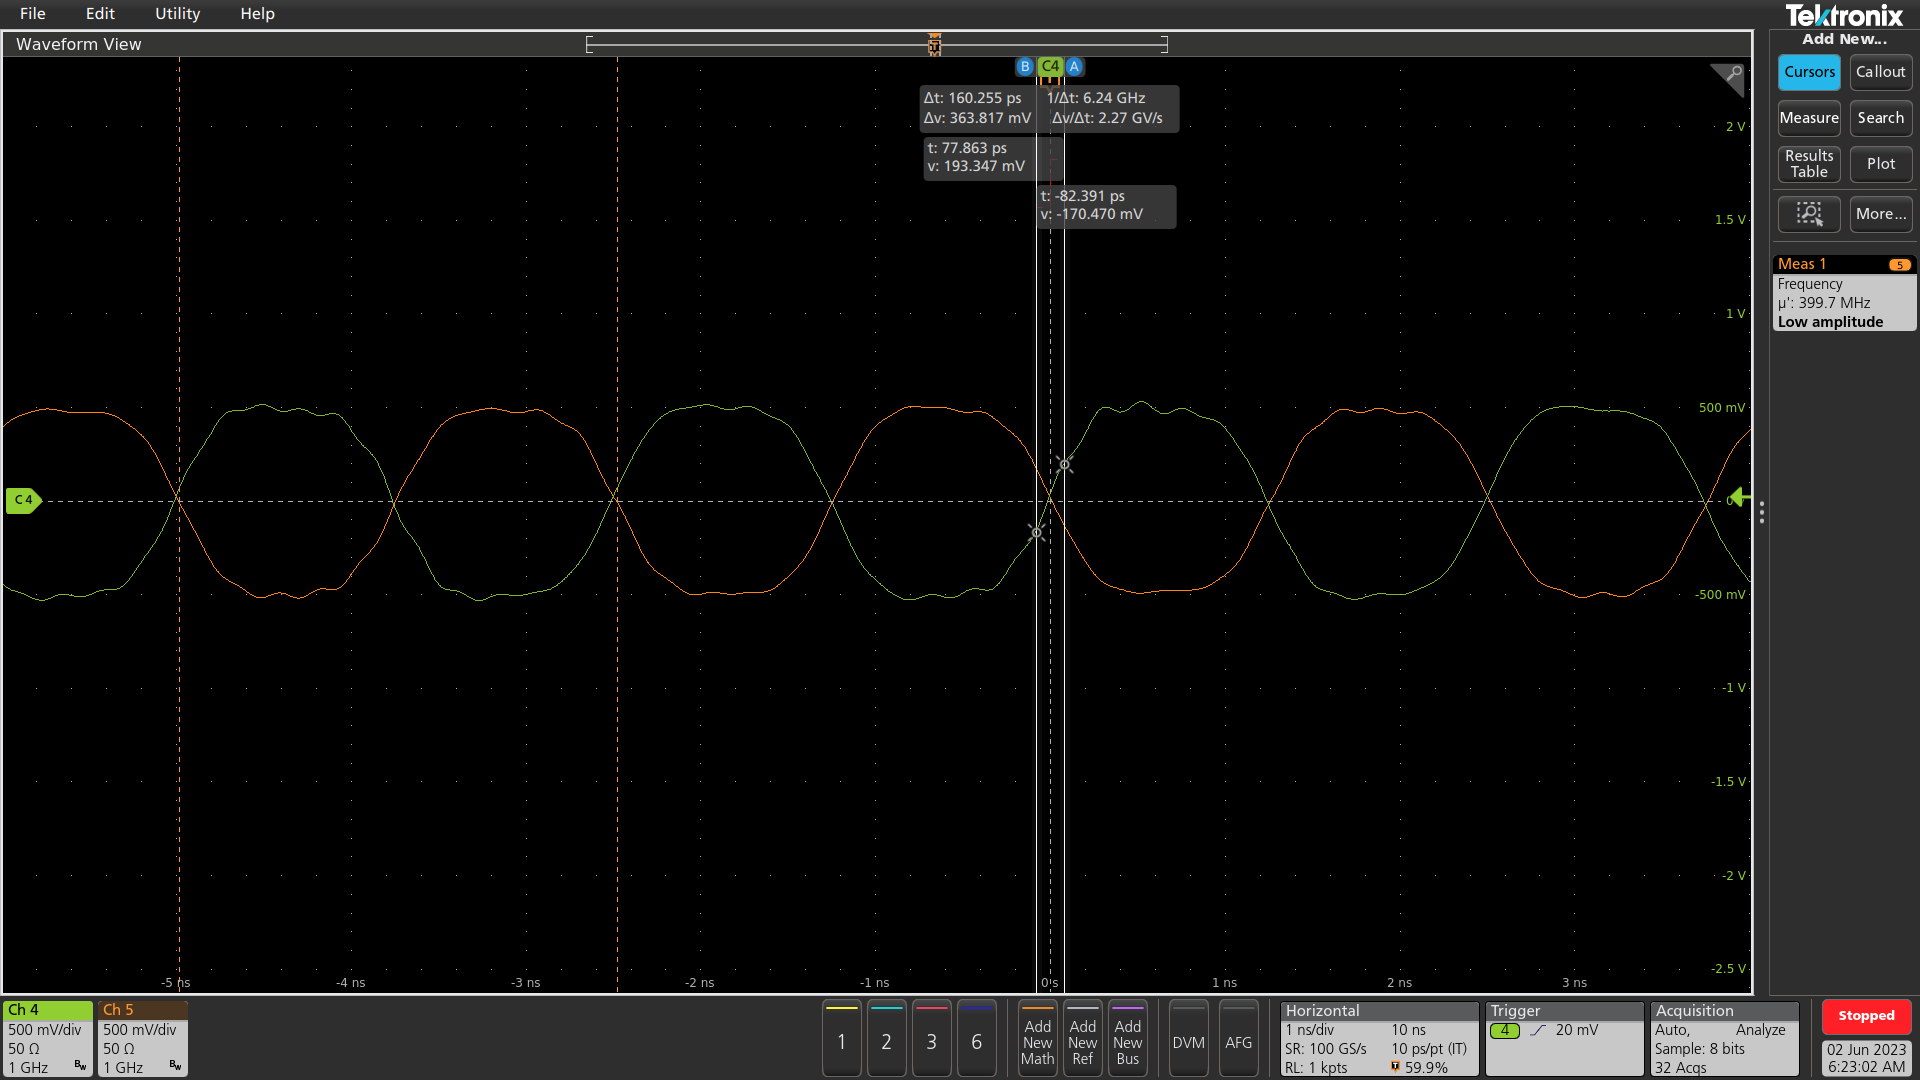 File Edit Utility Help
Tektronix
Waveform View
Add New...
B C4 A
Cursors Callout
Δt: 160.255 ps 1/Δt: 6.24 GHz
Δv: 363.817 mV Δv/Δt: 2.27 GV/s
Measure Search
2 V
t: 77.863 ps
v: 193.347 mV
Results Table Plot
t: -82.391 ps
v: -170.470 mV
More...
1.5 V
Meas 1 5
Frequency
µ': 399.7 MHz
Low amplitude
1 V
500 mV
C4
0
-500 mV
-1 V
-1.5 V
-2 V
-2.5 V
-5 ns -4 ns -3 ns -2 ns -1 ns 0 s 1 ns 2 ns 3 ns
Ch 4
500 mV/div
50 Ω
1 GHz Bw
Ch 5
500 mV/div
50 Ω
1 GHz Bw
1 2 3 6
Add
New
Math
Add
New
Ref
Add
New
Bus
DVM AFG
Horizontal
1 ns/div 10 ns
SR: 100 GS/s 10 ps/pt (IT)
RL: 1 kpts 59.9%
Trigger
4 20 mV
Acquisition
Auto, Analyze
Sample: 8 bits
32 Acqs
Stopped
02 Jun 2023
6:23:02 AM